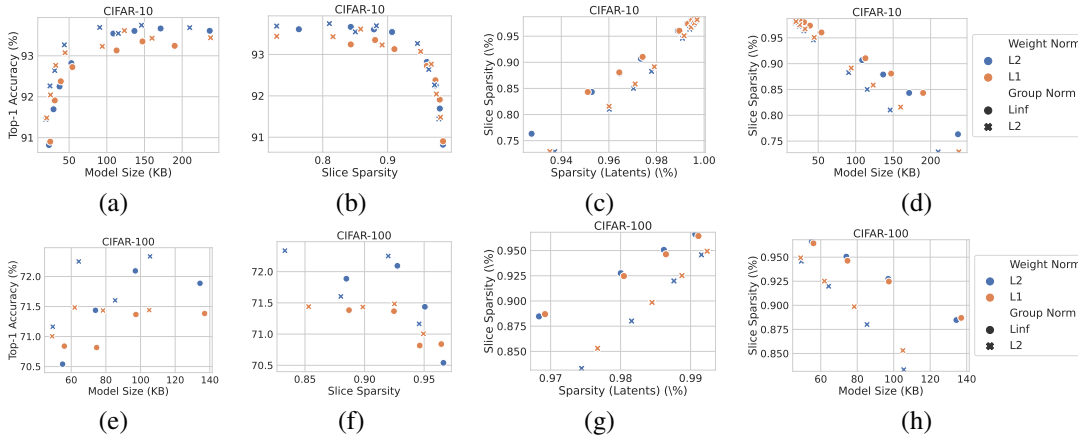 CIFAR-10
Top-1 Accuracy (%)
93
92
91
50
100
150
200
Model Size (KB)
(a)
CIFAR-10
93
92
91
0.7
0.8
0.9
Slice Sparsity
(b)
CIFAR-10
Slice Sparsity (\%)
0.95
0.90
0.85
0.80
0.75
0.94
0.96
0.98
1.00
Sparsity (Latents) (\%)
(c)
CIFAR-10
Slice Sparsity (\%)
0.95
0.90
0.85
0.80
0.75
50
100
150
200
Model Size (KB)
(d)
Weight Norm
L2
L1
Group Norm
Linf
L2
CIFAR-100
Top-1 Accuracy (%)
72.0
71.5
71.0
70.5
60
80
100
120
140
Model Size (KB)
(e)
CIFAR-100
72.0
71.5
71.0
70.5
0.85
0.90
0.95
Slice Sparsity
(f)
CIFAR-100
Slice Sparsity (\%)
0.950
0.925
0.900
0.875
0.850
0.97
0.98
0.99
Sparsity (Latents) (\%)
(g)
CIFAR-100
Slice Sparsity (\%)
0.950
0.925
0.900
0.875
0.850
60
80
100
120
140
Model Size (KB)
(h)
Weight Norm
L2
L1
Group Norm
Linf
L2